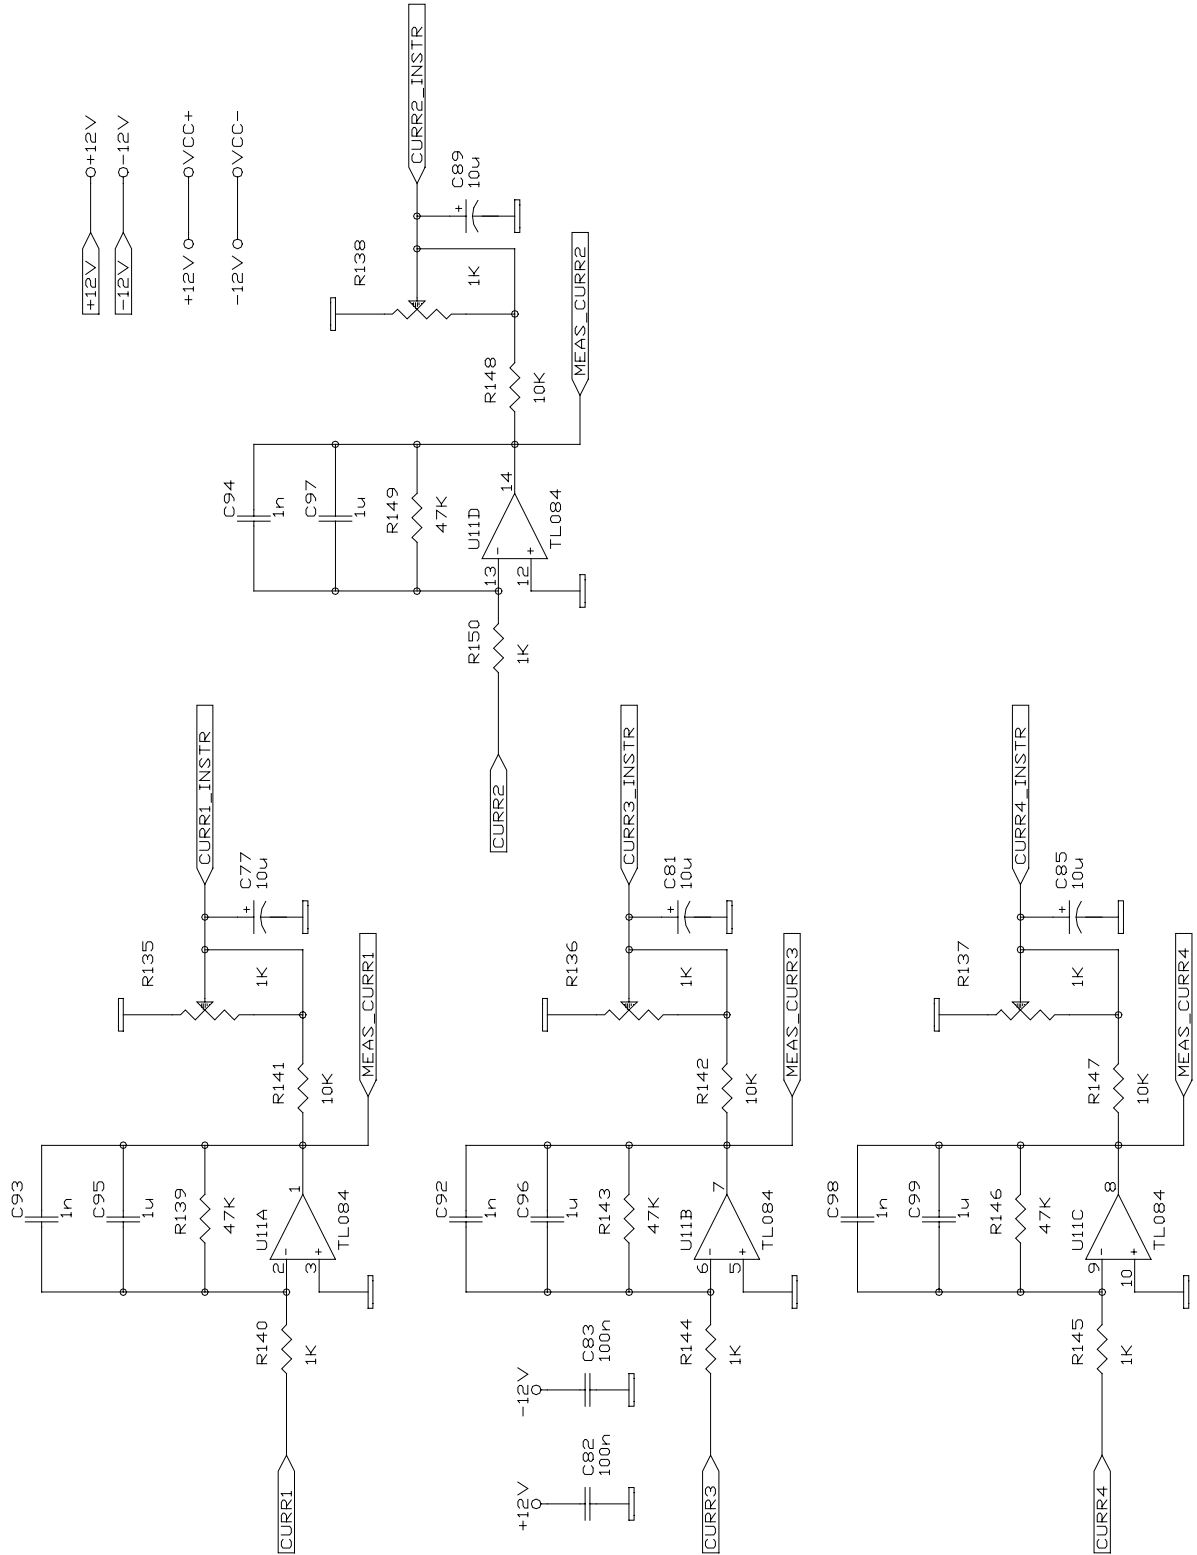 +12V
+12V
-12V
-12V
+12V
VCC+
-12V
VCC-
CURR2_INSTR
C89
10u
R138
1K
MEAS_CURR2
R148
10K
C94
1n
C97
1u
R149
47K
U11D
14
13
-
12
+
TL084
R150
1K
CURR2
CURR1_INSTR
C77
10u
+
R135
1K
MEAS_CURR1
R141
10K
C93
1n
C95
1u
R139
47K
U11A
1
2
-
3
+
TL084
R140
1K
CURR1
CURR3_INSTR
C81
10u
+
R136
1K
MEAS_CURR3
R142
10K
C92
1n
C96
1u
R143
47K
U11B
7
6
-
5
+
TL084
R144
1K
CURR3
-12V
C83
100n
+12V
C82
100n
CURR4_INSTR
C85
10u
+
R137
1K
MEAS_CURR4
R147
10K
C98
1n
C99
1u
R146
47K
U11C
8
9
-
10
+
TL084
R145
1K
CURR4
+